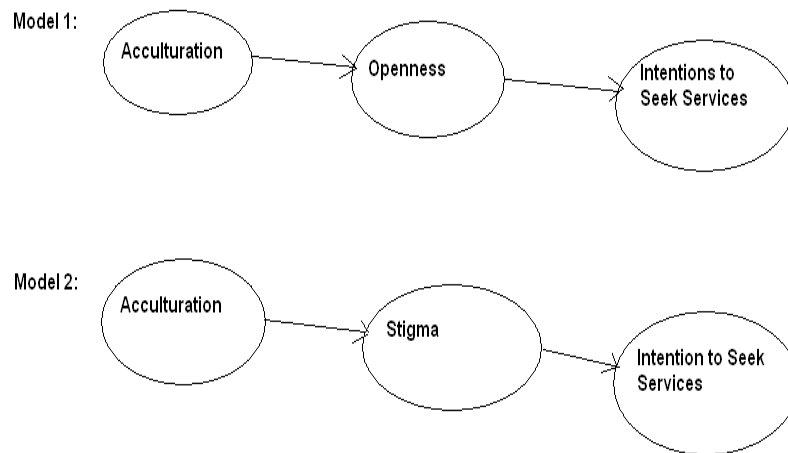 Model 1:
Acculturation
Openness
Intentions to
Seek Services
Model 2:
Acculturation
Stigma
Intention to Seek
Services